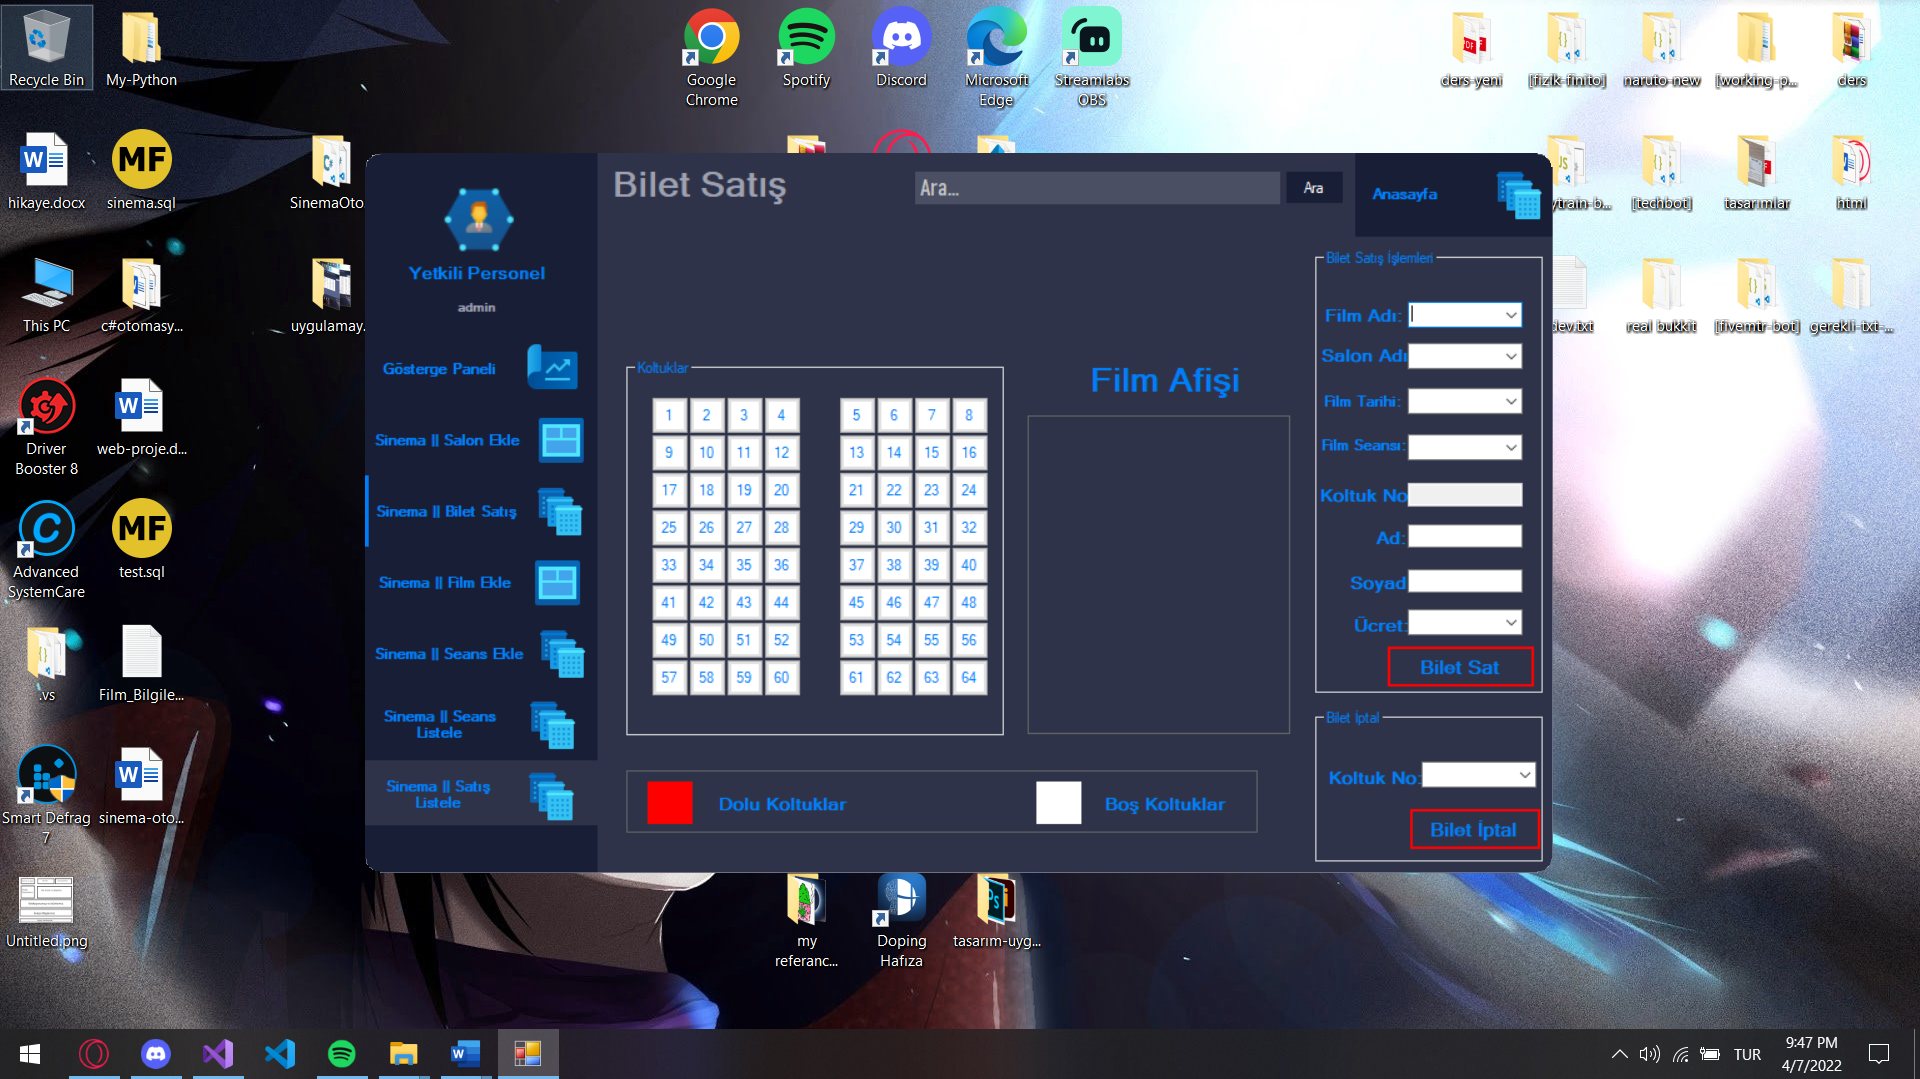 Recycle Bin
My-Python
Google
Chrome
Spotify
Discord
Microsoft
Edge
Streamlabs
OBS
ders-yeni
[fizik-finito]
naruto-new
[working-p...
ders
hikaye.docx
MF
sinema.sql
SinemaOto
ytrain-b...
[techbot]
tasarımlar
html
This PC
c#otomasy...
uygulamay.
dev.txt
real bukkit
[fivemtr-bot]
gerekli-txt-...
Driver
Booster 8
web-proje.d...
Advanced
SystemCare
MF
test.sql
.vs
Film_Bilgile...
Smart Defrag
7
sinema-oto...
Untitled.png
my
referanc...
Doping
Hafıza
tasarım-uyg...
Yetkili Personel
admin
Gösterge Paneli
Sinema || Salon Ekle
Sinema || Bilet Satış
Sinema || Film Ekle
Sinema || Seans Ekle
Sinema || Seans
Listele
Sinema || Satış
Listele
Bilet Satış
Ara...
Ara
Anasayfa
Koltuklar
1 2 3 4 5 6 7 8
9 10 11 12 13 14 15 16
17 18 19 20 21 22 23 24
25 26 27 28 29 30 31 32
33 34 35 36 37 38 39 40
41 42 43 44 45 46 47 48
49 50 51 52 53 54 55 56
57 58 59 60 61 62 63 64
Film Afişi
Dolu Koltuklar
Boş Koltuklar
Bilet Satış İşlemleri
Film Adı:
Salon Adı
Film Tarihi:
Film Seansı:
Koltuk No
Ad:
Soyad
Ücret:
Bilet Sat
Bilet İptal
Koltuk No:
Bilet İptal
TUR
9:47 PM
4/7/2022